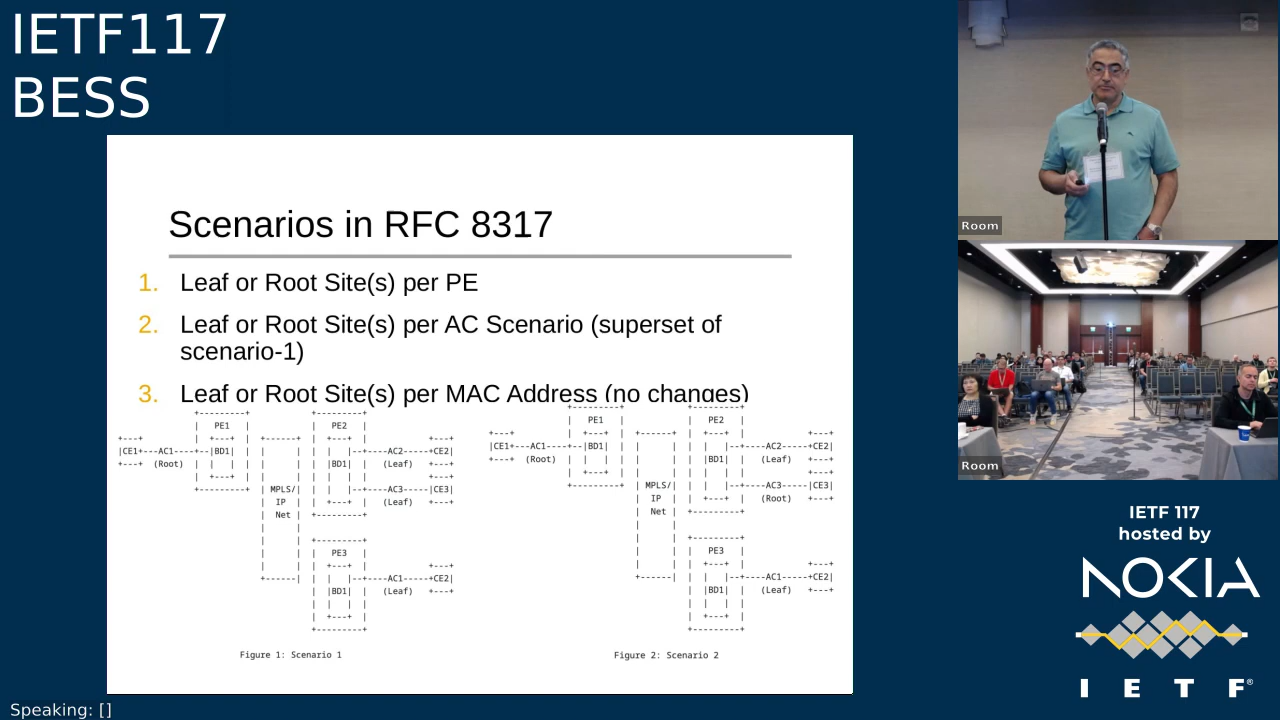 IETF117
BESS
Scenarios in RFC 8317
1. Leaf or Root Site(s) per PE
2. Leaf or Root Site(s) per AC Scenario (superset of
scenario-1)
3. Leaf or Root Site(s) per MAC Address (no changes)
PE1
PE2
CE1
AC1
BD1
AC2
CE2
(Root)
BD1
(Leaf)
MPLS/
AC3
CE3
IP
(Leaf)
Net
PE3
AC1
CE2
BD1
(Leaf)
Figure 1: Scenario 1
PE1
PE2
CE1
AC1
BD1
AC2
CE2
(Root)
BD1
(Leaf)
MPLS/
AC3
CE3
IP
(Root)
Net
PE3
AC1
CE2
BD1
(Leaf)
Figure 2: Scenario 2
Room
Room
IETF 117
hosted by
NOKIA
IETF®
Speaking: []